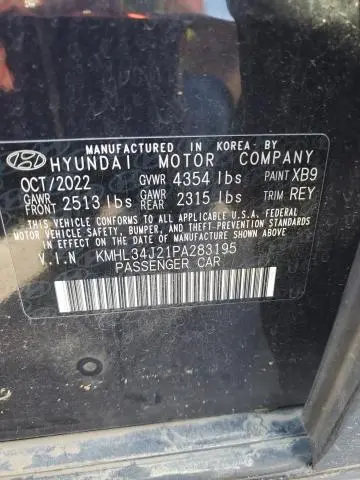 MANUFACTURED IN KOREA BY
HYUNDAI MOTOR COMPANY
OCT/2022 GVWR 4354 lbs PAINT XB9
GAWR FRONT 2513 lbs GAWR REAR 2315 lbs TRIM REY
THIS VEHICLE CONFORMS TO ALL APPLICABLE U.S.A. FEDERAL
MOTOR VEHICLE SAFETY, BUMPER, AND THEFT PREVENTION
STANDARDS IN EFFECT ON THE DATE OF MANUFACTURE SHOWN ABOVE.
V.I.N KMHL34J21PA283195
PASSENGER CAR